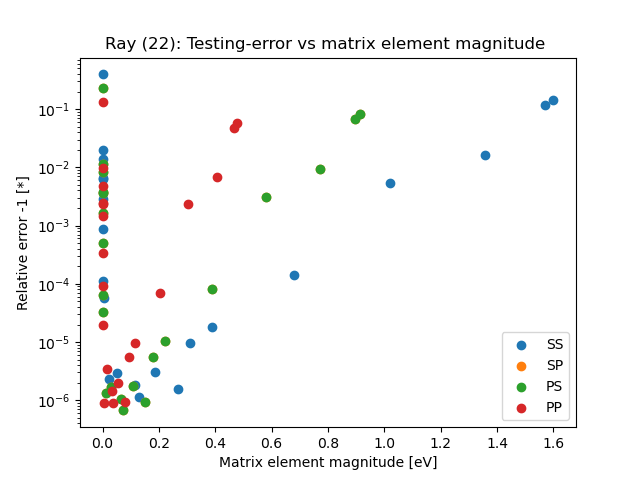 Ray (22): Testing-error vs matrix element magnitude
Relative error -1 [*]
10⁻¹
10⁻²
10⁻³
10⁻⁴
10⁻⁵
10⁻⁶
SS
SP
PS
PP
0.0 0.2 0.4 0.6 0.8 1.0 1.2 1.4 1.6
Matrix element magnitude [eV]